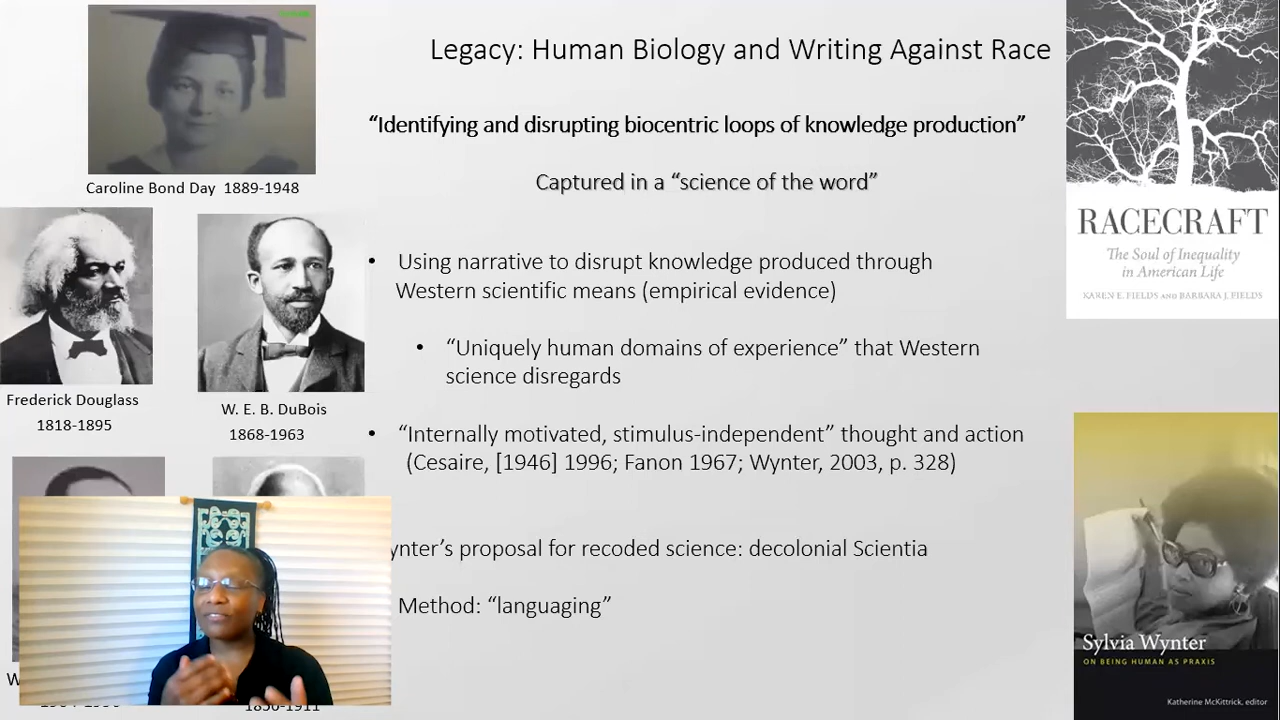 Legacy: Human Biology and Writing Against Race
“Identifying and disrupting biocentric loops of knowledge production”
Captured in a “science of the word”
• Using narrative to disrupt knowledge produced through
Western scientific means (empirical evidence)
• “Uniquely human domains of experience” that Western
science disregards
• “Internally motivated, stimulus-independent” thought and action
(Cesaire, [1946] 1996; Fanon 1967; Wynter, 2003, p. 328)
ynter’s proposal for recoded science: decolonial Scientia
Method: “languaging”
Caroline Bond Day 1889-1948
Frederick Douglass
1818-1895
W. E. B. DuBois
1868-1963
W
RACECRAFT
The Soul of Inequality
in American Life
KAREN E. FIELDS AND BARBARA J. FIELDS
Sylvia Wynter
ON BEING HUMAN AS PRAXIS
Katherine McKittrick, editor